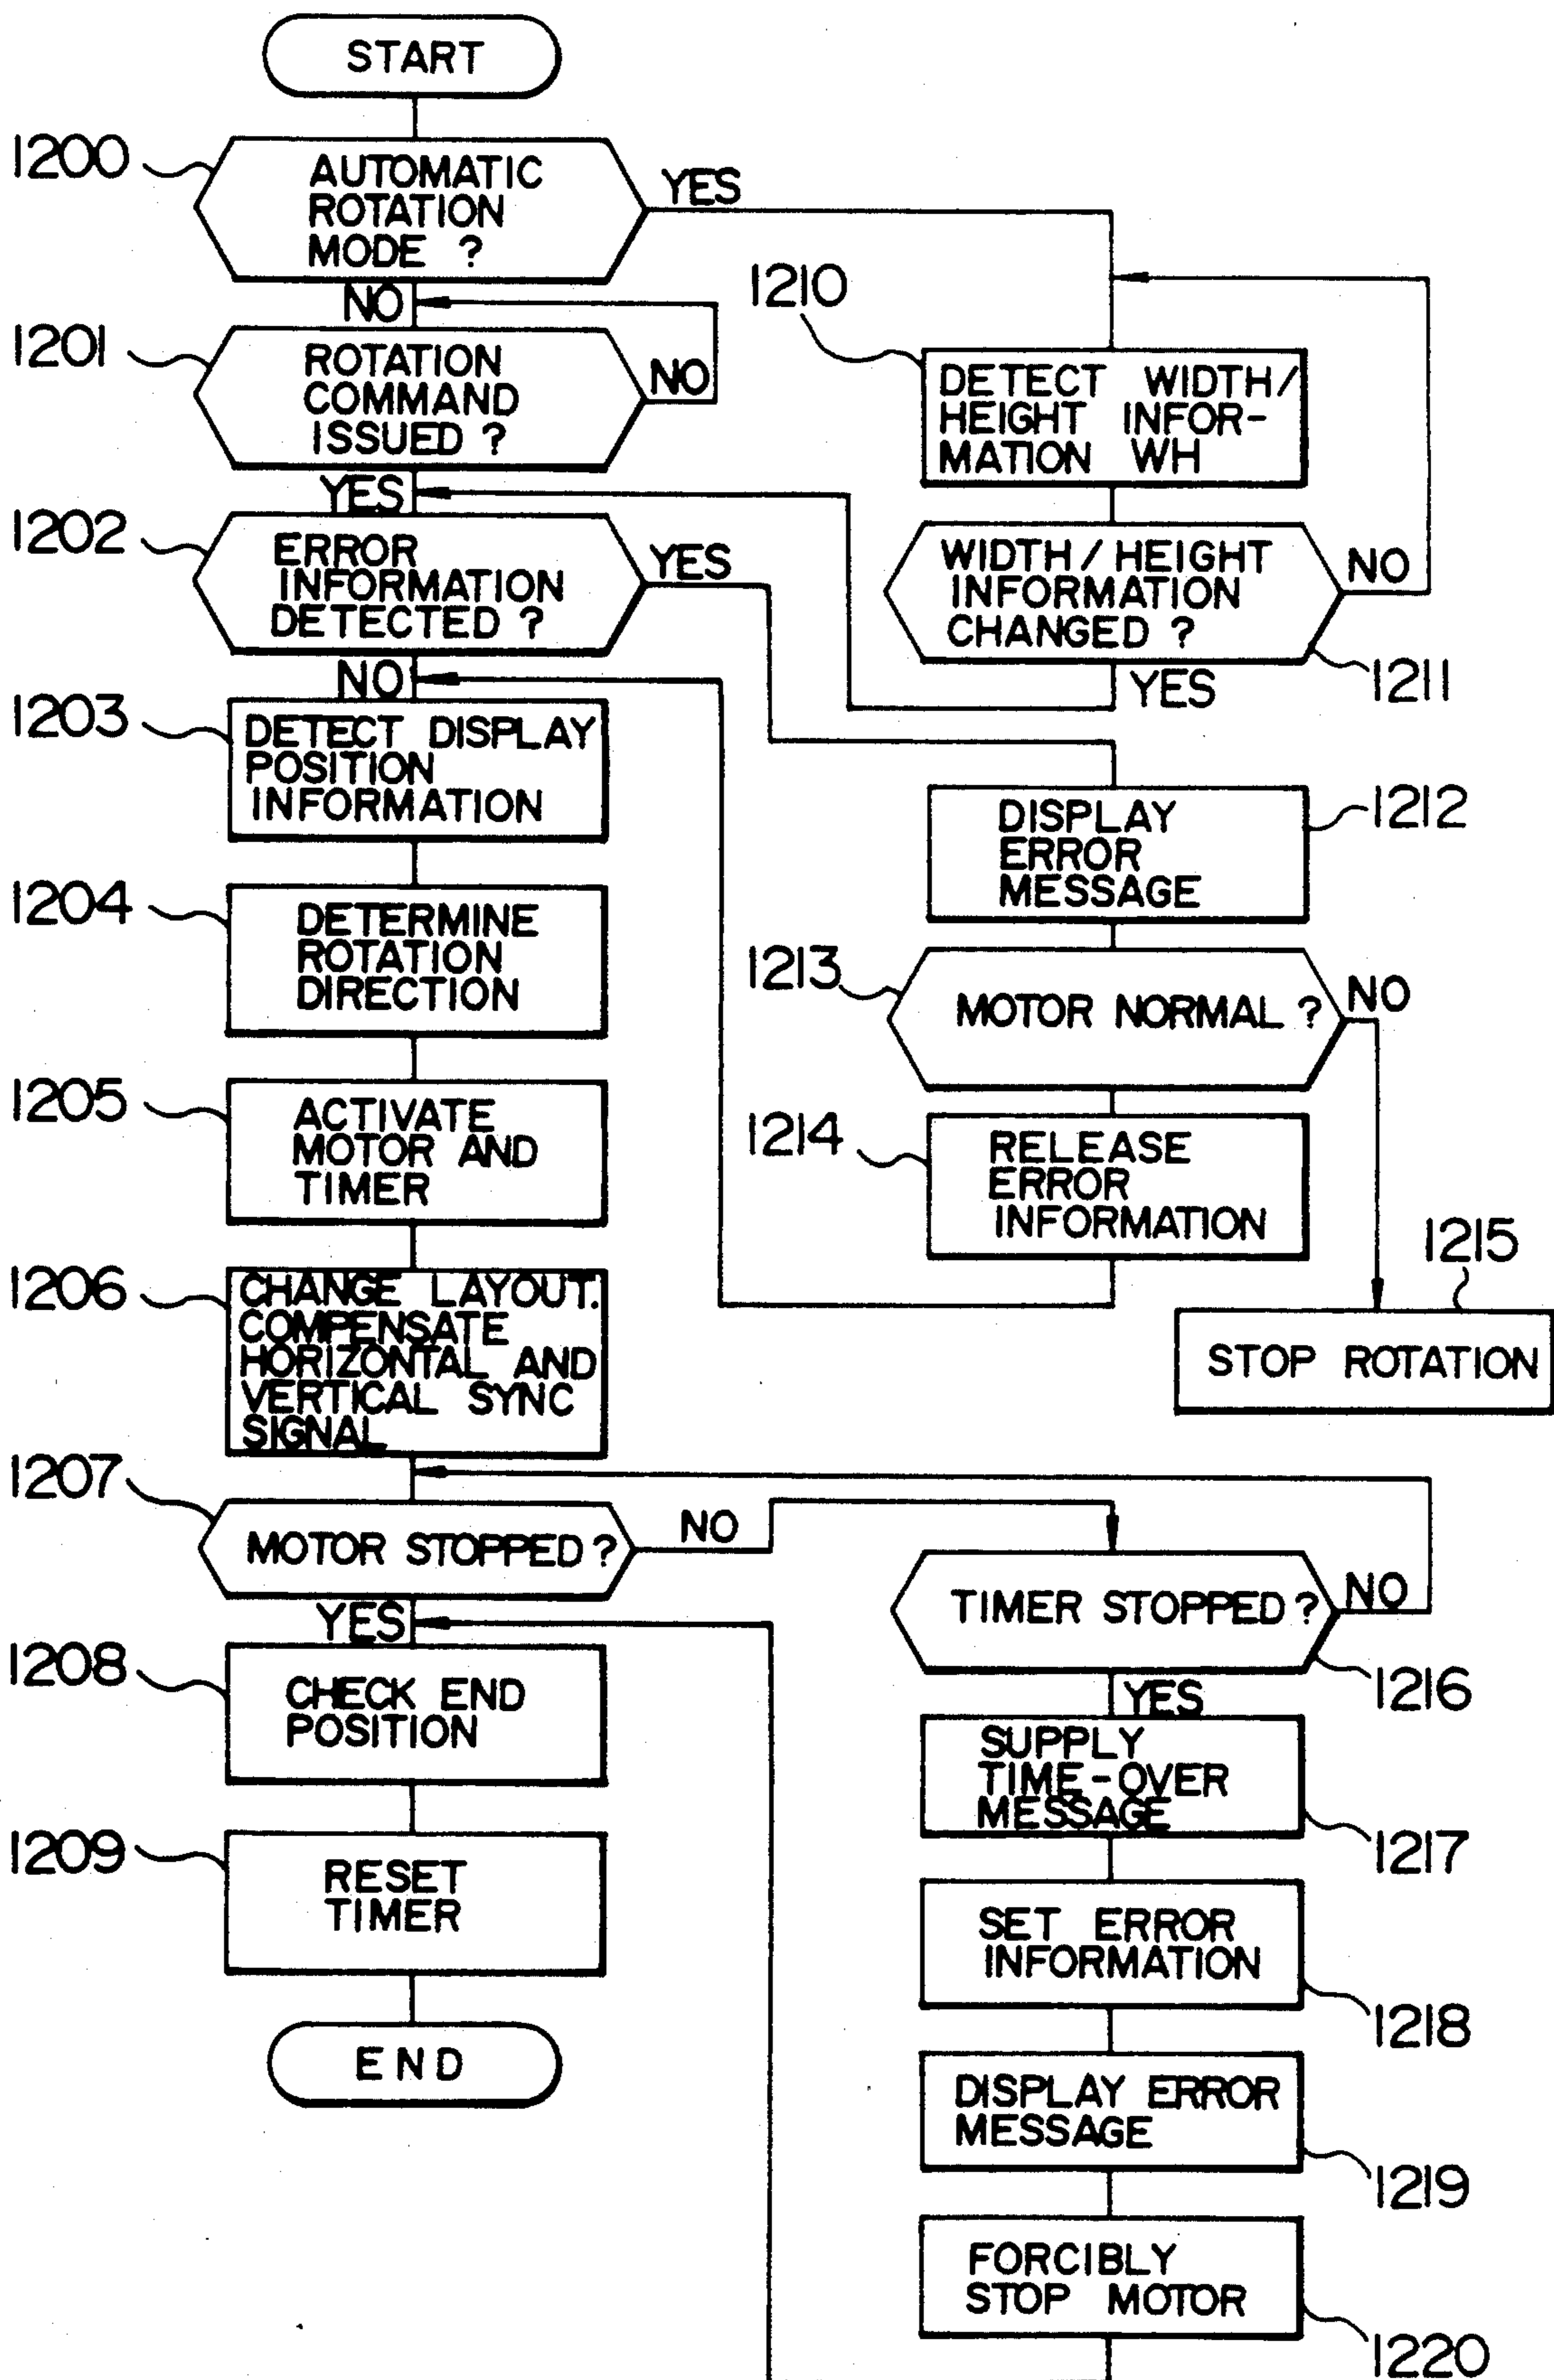 START
1200
AUTOMATIC
ROTATION
MODE ?
YES
NO
1201
ROTATION
COMMAND
ISSUED ?
NO
YES
1202
ERROR
INFORMATION
DETECTED ?
YES
NO
1203
DETECT DISPLAY
POSITION
INFORMATION
1204
DETERMINE
ROTATION
DIRECTION
1205
ACTIVATE
MOTOR AND
TIMER
1206
CHANGE LAYOUT.
COMPENSATE
HORIZONTAL AND
VERTICAL SYNC
SIGNAL
1207
MOTOR STOPPED ?
NO
YES
1208
CHECK END
POSITION
1209
RESET
TIMER
END
1210
DETECT WIDTH/
HEIGHT INFOR-
MATION WH
WIDTH / HEIGHT
INFORMATION
CHANGED ?
NO
1211
YES
DISPLAY
ERROR
MESSAGE
1212
1213
MOTOR NORMAL ?
NO
1214
RELEASE
ERROR
INFORMATION
1215
STOP ROTATION
TIMER STOPPED ?
NO
1216
YES
SUPPLY
TIME-OVER
MESSAGE
1217
SET ERROR
INFORMATION
1218
DISPLAY ERROR
MESSAGE
1219
FORCIBLY
STOP MOTOR
1220